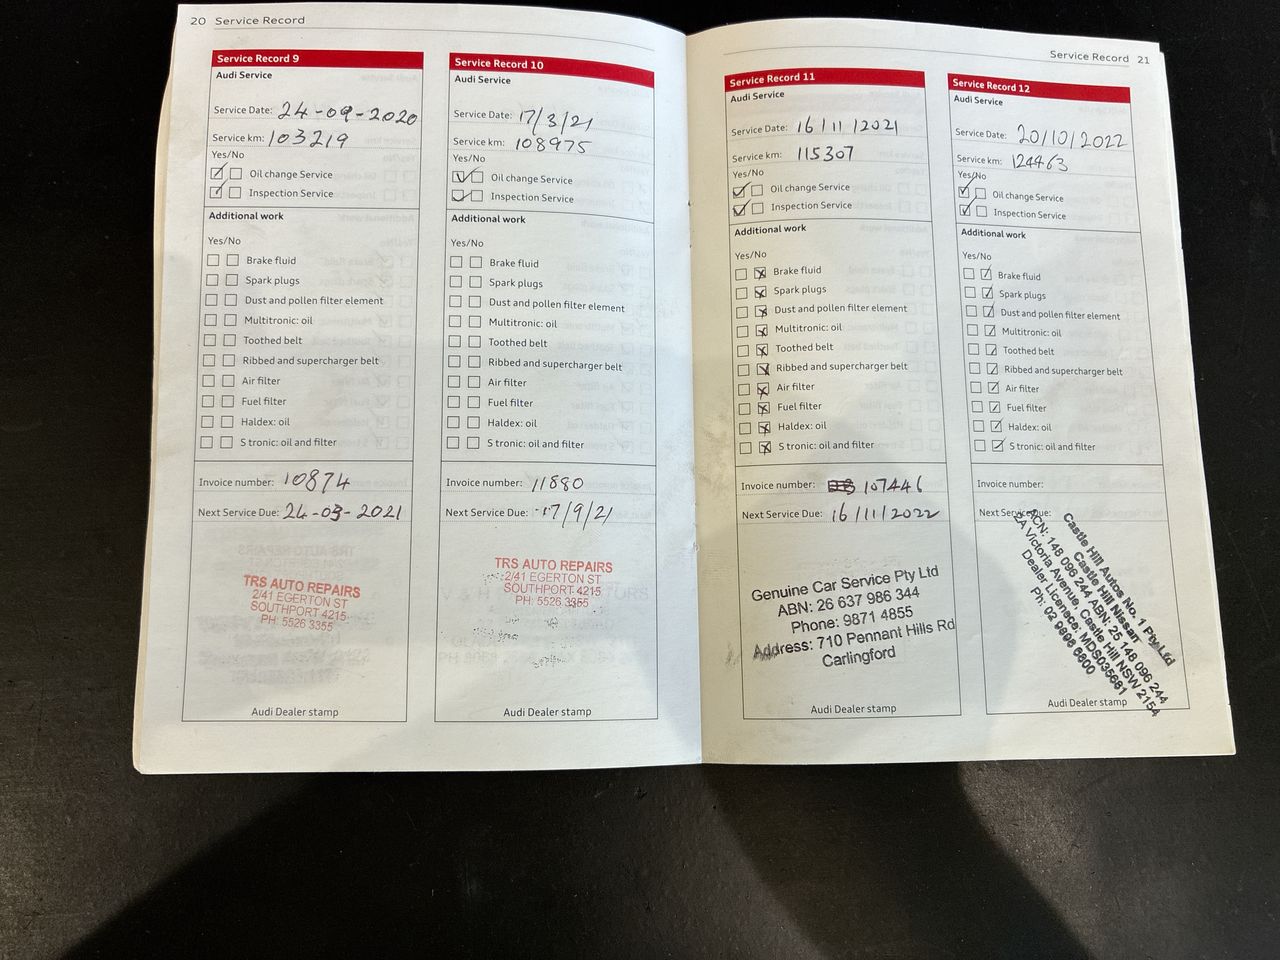 20 Service Record
Service Record 9
Audi Service
Service Date: 24-09-2020
Service km: 103219
Yes/No
Oil change Service
Inspection Service
Additional work
Yes/No
Brake fluid
Spark plugs
Dust and pollen filter element
Multitronic: oil
Toothed belt
Ribbed and supercharger belt
Air filter
Fuel filter
Haldex: oil
S tronic: oil and filter
Invoice number: 10874
Next Service Due: 24-03-2021
TRS AUTO REPAIRS
2/41 EGERTON ST
SOUTHPORT 4215
PH: 5526 3355
Audi Dealer stamp
Service Record 10
Audi Service
Service Date: 17/3/21
Service km: 108975
Yes/No
Oil change Service
Inspection Service
Additional work
Yes/No
Brake fluid
Spark plugs
Dust and pollen filter element
Multitronic: oil
Toothed belt
Ribbed and supercharger belt
Air filter
Fuel filter
Haldex: oil
S tronic: oil and filter
Invoice number: 11880
Next Service Due: 17/9/21
TRS AUTO REPAIRS
2/41 EGERTON ST
SOUTHPORT 4215
PH: 5526 3355
Audi Dealer stamp
Service Record 21
Service Record 11
Audi Service
Service Date: 16/11/2021
Service km: 115307
Yes/No
Oil change Service
Inspection Service
Additional work
Yes/No
Brake fluid
Spark plugs
Dust and pollen filter element
Multitronic: oil
Toothed belt
Ribbed and supercharger belt
Air filter
Fuel filter
Haldex: oil
S tronic: oil and filter
Invoice number: 107446
Next Service Due: 16/11/2022
Genuine Car Service Pty Ltd
ABN: 26 637 986 344
Phone: 9871 4855
Address: 710 Pennant Hills Rd
Carlingford
Audi Dealer stamp
Service Record 12
Audi Service
Service Date: 20/10/2022
Service km: 124463
Yes/No
Oil change Service
Inspection Service
Additional work
Yes/No
Brake fluid
Spark plugs
Dust and pollen filter element
Multitronic: oil
Toothed belt
Ribbed and supercharger belt
Air filter
Fuel filter
Haldex: oil
S tronic: oil and filter
Invoice number:
Next Service Due:
Castle Hill Autos No. 1 Pty Ltd
Castle Hill Nissan
ACN: 148 096 244 ABN: 25 148 096 244
Victoria Avenue, Castle Hill NSW 2154
Dealer Licenece: MDS035681
Ph: 02
Audi Dealer stamp